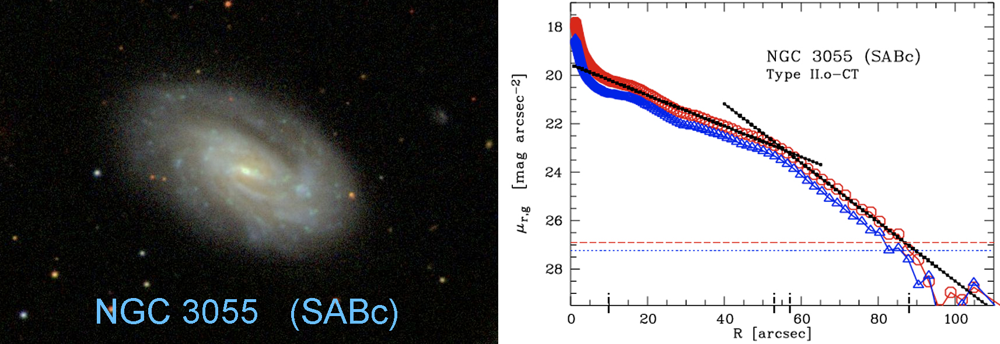 NGC 3055 (SABc)
NGC 3055 (SABc)
Type II.o-CT
18
20
22
24
26
28
μr,g [mag arcsec-2]
0 20 40 60 80 100
R [arcsec]